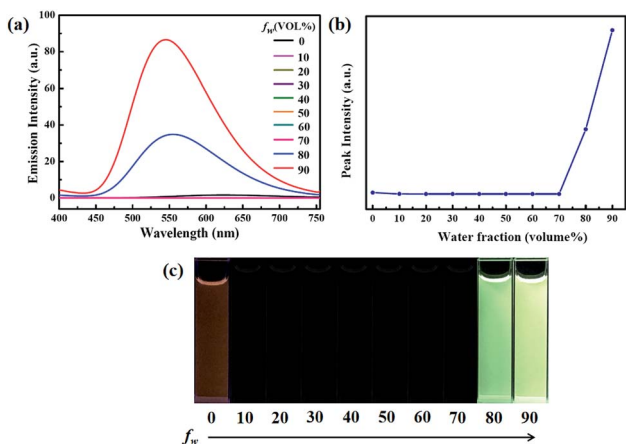 (a)
Emission Intensity (a.u.)
100
80
60
40
20
0
400 450 500 550 600 650 700 750
Wavelength (nm)
f_w(VOL%)
0
10
20
30
40
50
60
70
80
90
(b)
Peak Intensity (a.u.)
0 10 20 30 40 50 60 70 80 90
Water fraction (volume%)
(c)
0 10 20 30 40 50 60 70 80 90
f_w